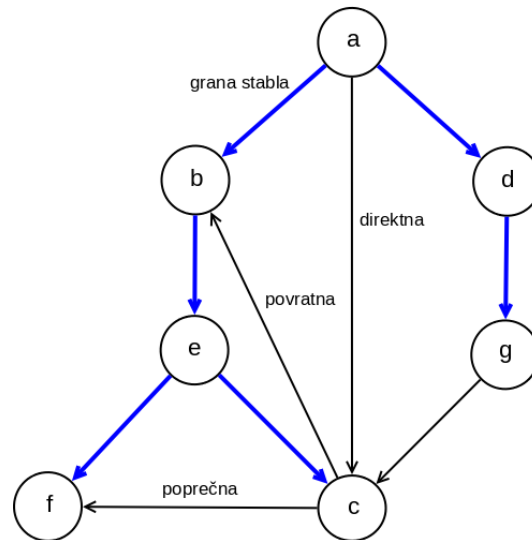 a
grana stabla
b
d
direktna
povratna
e
g
poprečna
f
c